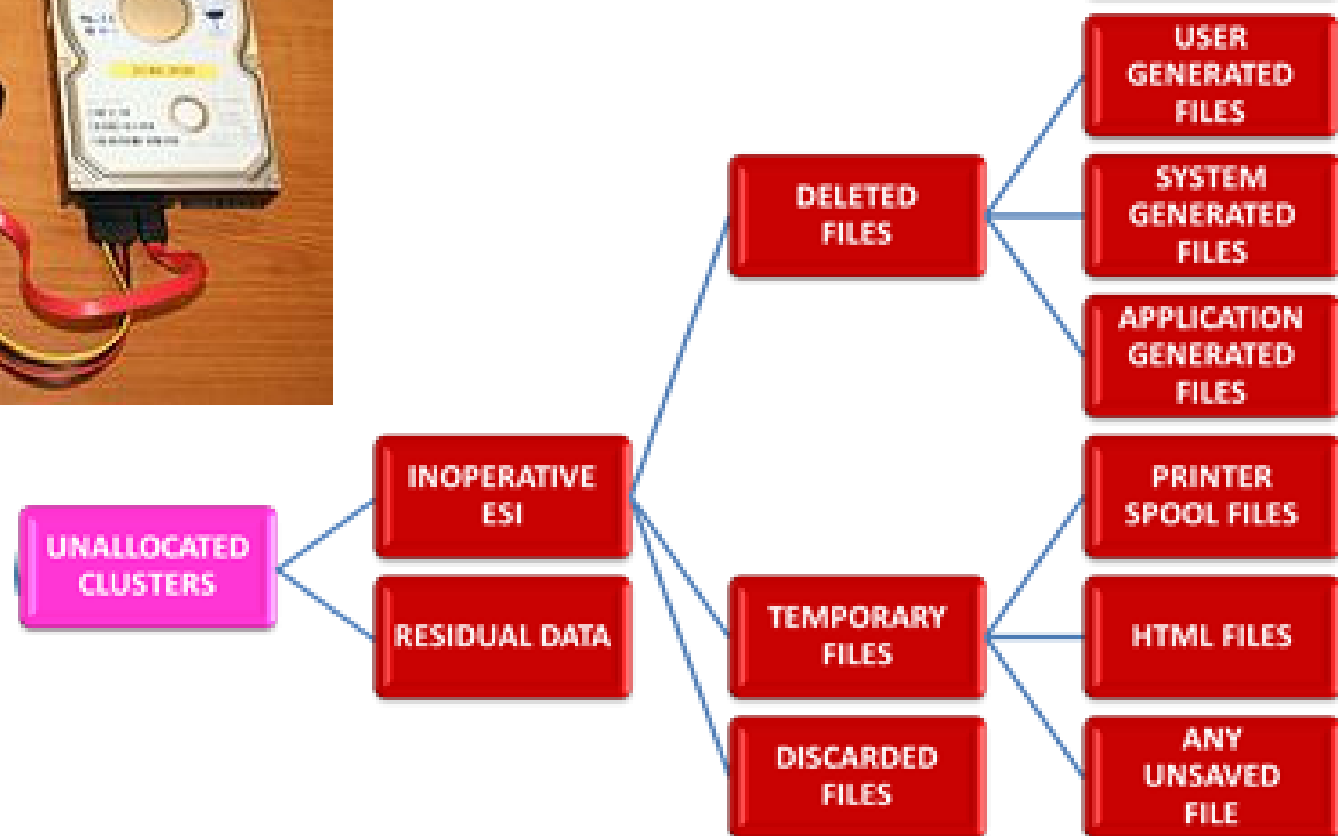 UNALLOCATED
CLUSTERS
INOPERATIVE
ESI
RESIDUAL DATA
DELETED
FILES
TEMPORARY
FILES
DISCARDED
FILES
USER
GENERATED
FILES
SYSTEM
GENERATED
FILES
APPLICATION
GENERATED
FILES
PRINTER
SPOOL FILES
HTML FILES
ANY
UNSAVED
FILE